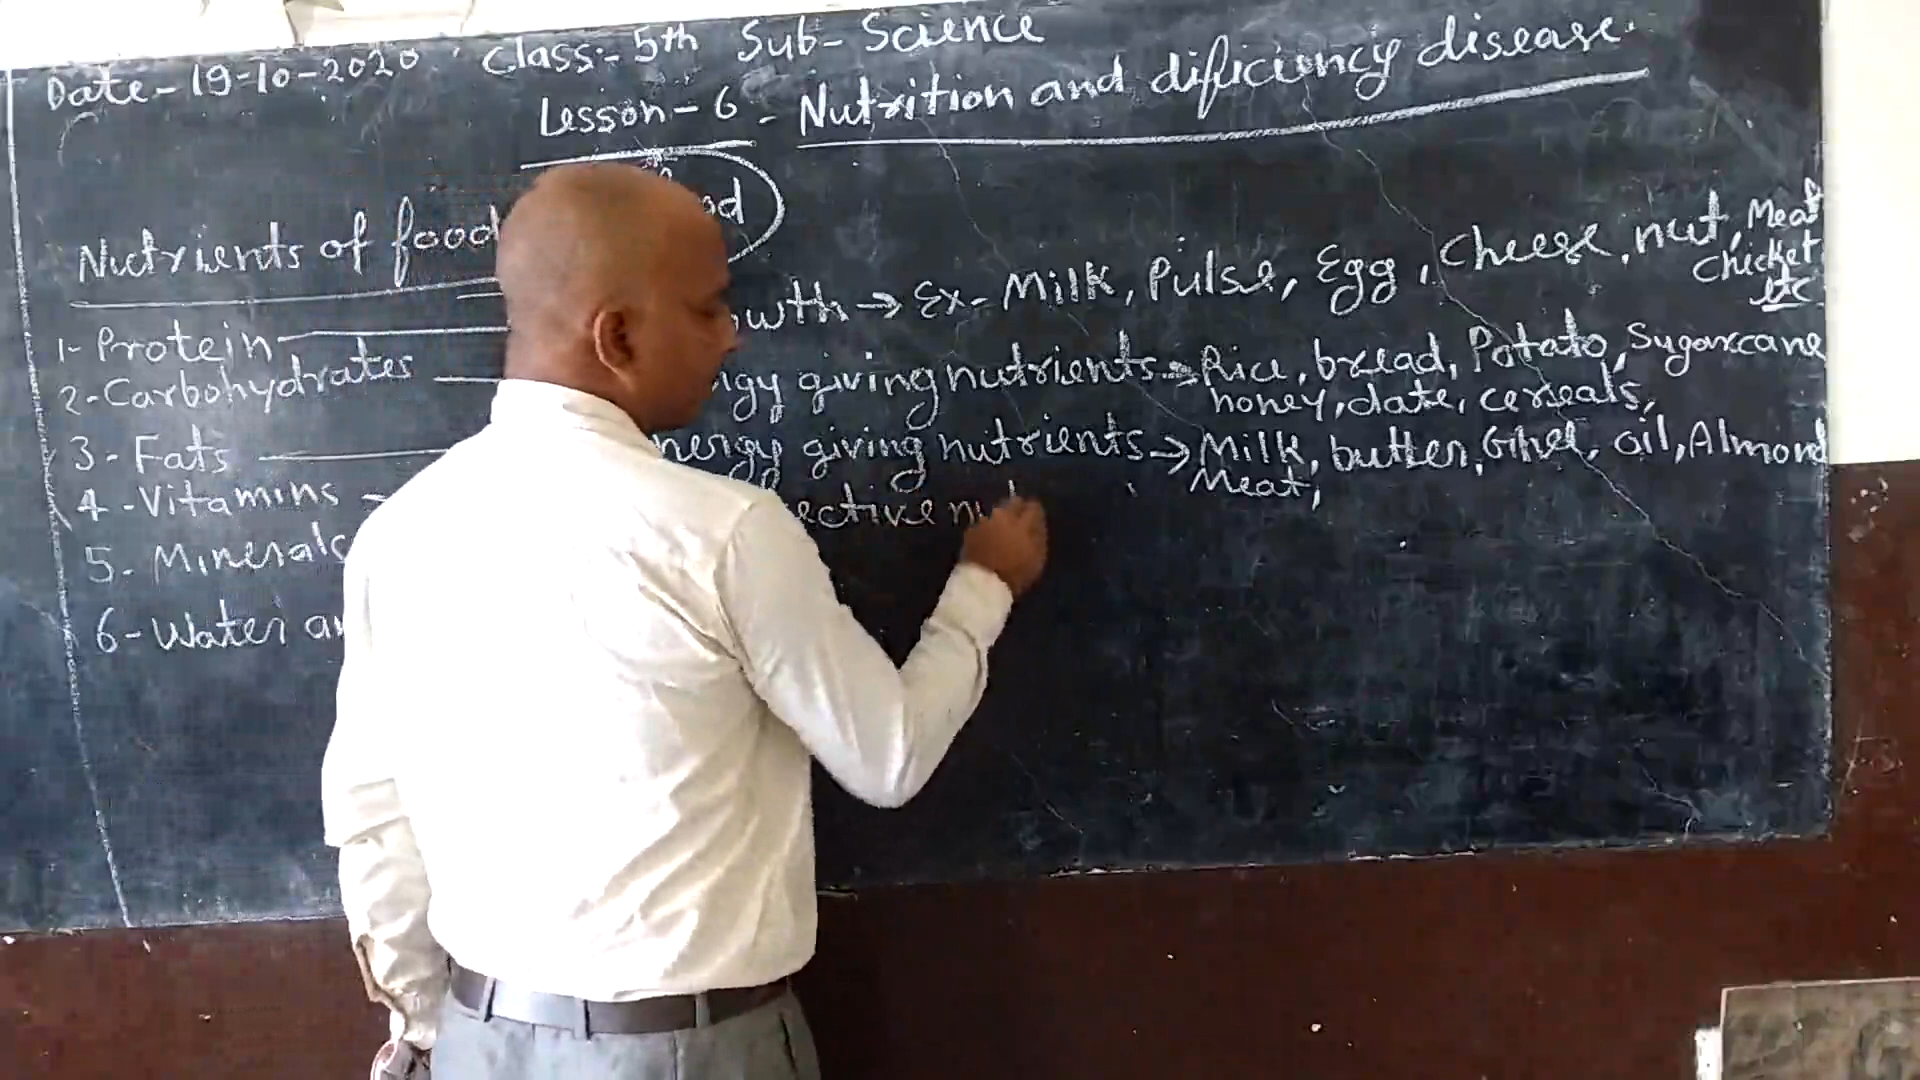 Date - 19-10-2020 Class:- 5th Sub- Science
Lesson - 6 - Nutrition and dificiency disease.
Nutrients of food
1- Protein wth → Ex- Milk, Pulse, Egg, Cheese, nut, Meat
Chicket
etc
2- Carbohydrates gy giving nutrients → Rice, bread, Potato, Sugarcane
honey, date, cereals,
3- Fats nergy giving nutrients → Milk, butter, Ghee, oil, Almond
Meat,
4- Vitamins ective nu
5. Minerals
6- Water